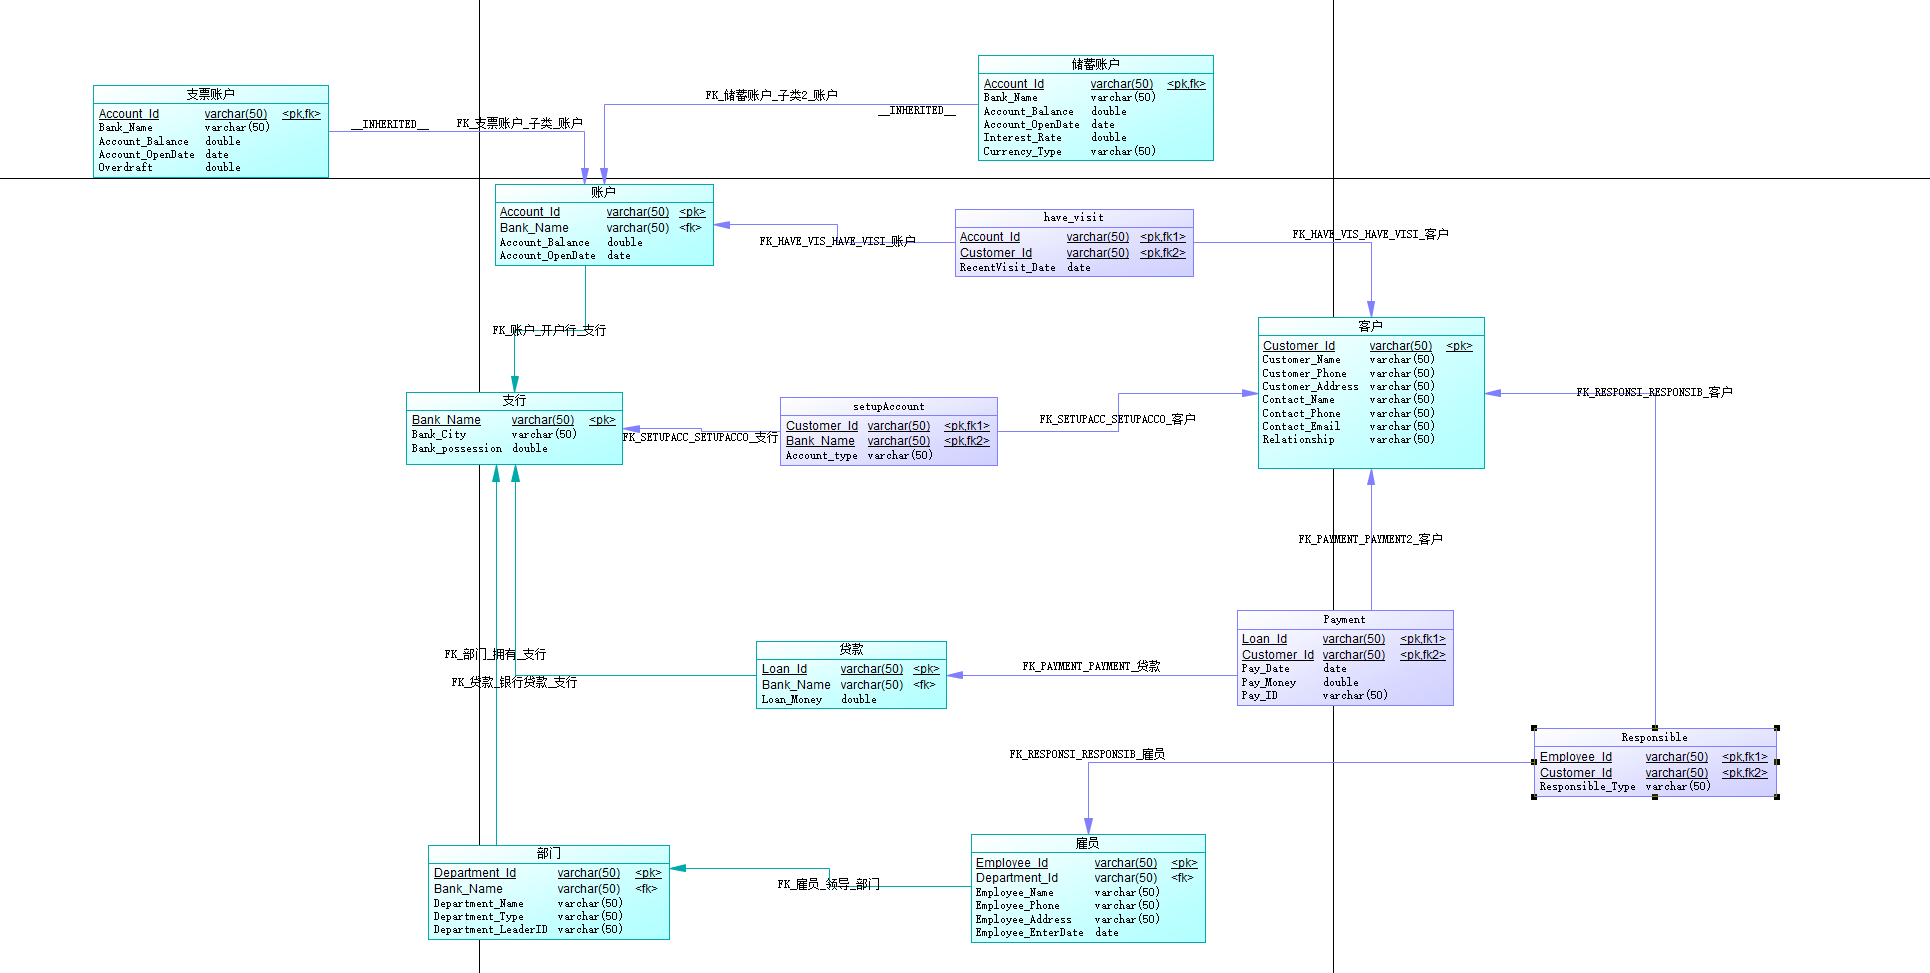 支票账户
Account_Id varchar(50) <pk,fk>
Bank_Name varchar(50)
Account_Balance double
Account_OpenDate date
Overdraft double
__INHERITED__
FK_支票账户_子类_账户
FK_储蓄账户_子类2_账户
__INHERITED__
储蓄账户
Account_Id varchar(50) <pk,fk>
Bank_Name varchar(50)
Account_Balance double
Account_OpenDate date
Interest_Rate double
Currency_Type varchar(50)
账户
Account_Id varchar(50) <pk>
Bank_Name varchar(50) <fk>
Account_Balance double
Account_OpenDate date
FK_HAVE_VIS_HAVE_VISI_账户
have_visit
Account_Id varchar(50) <pk,fk1>
Customer_Id varchar(50) <pk,fk2>
RecentVisit_Date date
FK_HAVE_VIS_HAVE_VISI_客户
FK_账户_开户行_支行
客户
Customer_Id varchar(50) <pk>
Customer_Name varchar(50)
Customer_Phone varchar(50)
Customer_Address varchar(50)
Contact_Name varchar(50)
Contact_Phone varchar(50)
Contact_Email varchar(50)
Relationship varchar(50)
FK_RESPONSI_RESPONSIB_客户
支行
Bank_Name varchar(50) <pk>
Bank_City varchar(50)
Bank_possession double
FK_SETUPACC_SETUPACCO_支行
setupAccount
Customer_Id varchar(50) <pk,fk1>
Bank_Name varchar(50) <pk,fk2>
Account_type varchar(50)
FK_SETUPACC_SETUPACCO_客户
FK_PAYMENT_PAYMENT2_客户
Payment
Loan_Id varchar(50) <pk,fk1>
Customer_Id varchar(50) <pk,fk2>
Pay_Date date
Pay_Money double
Pay_ID varchar(50)
FK_部门_拥有_支行
FK_贷款_银行贷款_支行
贷款
Loan_Id varchar(50) <pk>
Bank_Name varchar(50) <fk>
Loan_Money double
FK_PAYMENT_PAYMENT_贷款
FK_RESPONSI_RESPONSIB_雇员
Responsible
Employee_Id varchar(50) <pk,fk1>
Customer_Id varchar(50) <pk,fk2>
Responsible_Type varchar(50)
部门
Department_Id varchar(50) <pk>
Bank_Name varchar(50) <fk>
Department_Name varchar(50)
Department_Type varchar(50)
Department_LeaderID varchar(50)
FK_雇员_领导_部门
雇员
Employee_Id varchar(50) <pk>
Department_Id varchar(50) <fk>
Employee_Name varchar(50)
Employee_Phone varchar(50)
Employee_Address varchar(50)
Employee_EnterDate date